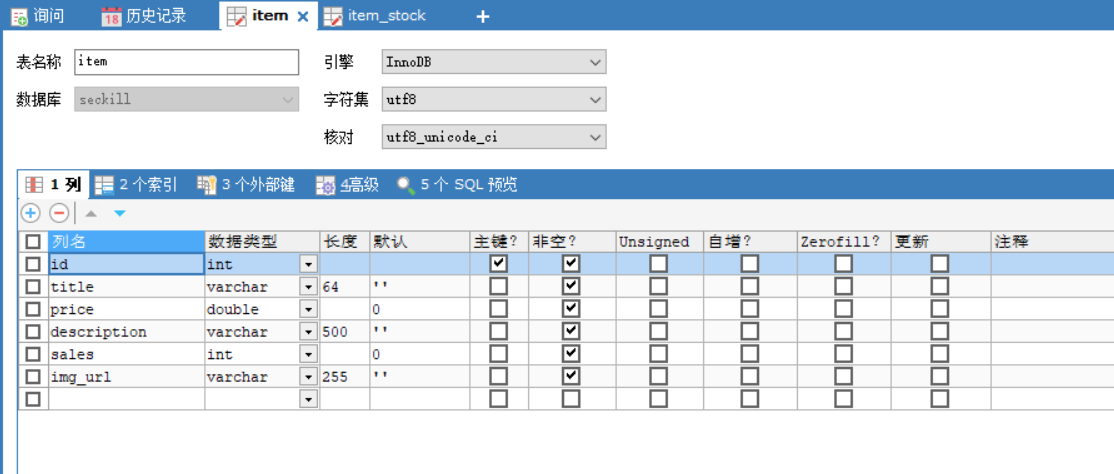 询问 18 历史记录 item item_stock
表名称 item 引擎 InnoDB
数据库 seckill 字符集 utf8
核对 utf8_unicode_ci
1 列 2 个索引 3 个外部键 4高级 5 个 SQL 预览
列名 数据类型 长度 默认 主键? 非空? Unsigned 自增? Zerofill? 更新 注释
id int
title varchar 64 ''
price double 0
description varchar 500 ''
sales int 0
img_url varchar 255 ''